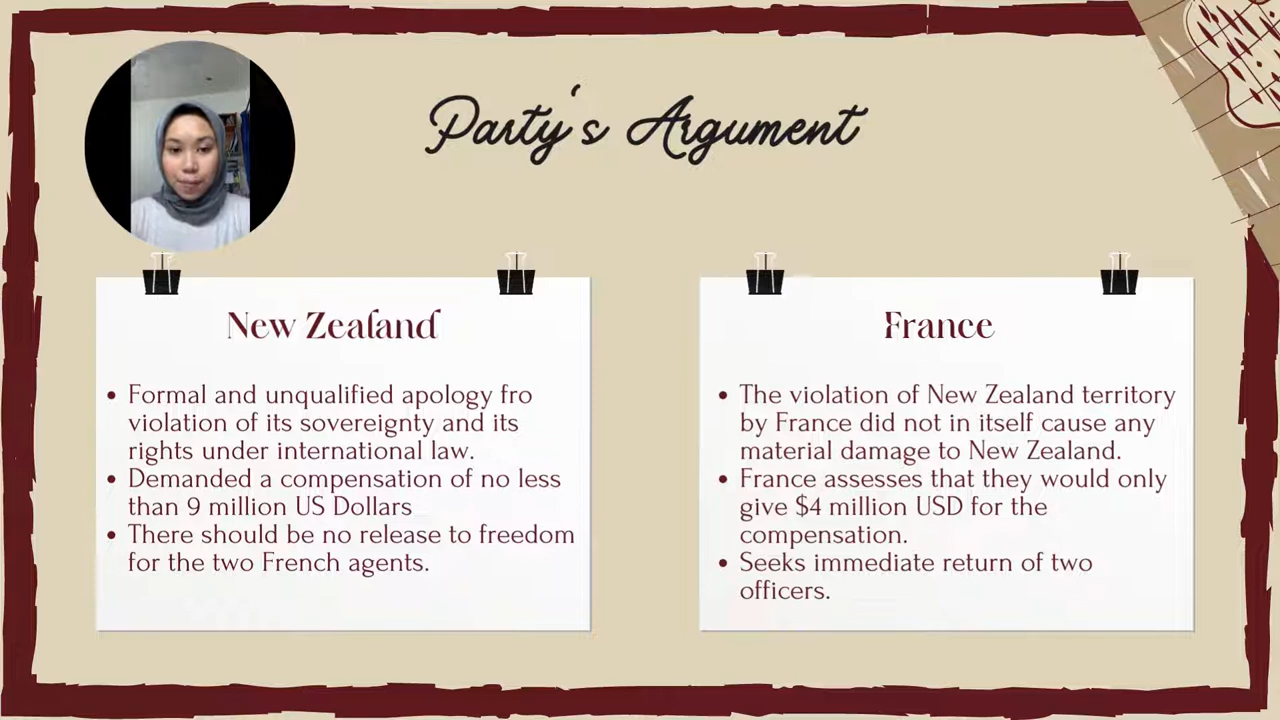 Party's Argument
New Zealand
Formal and unqualified apology fro
violation of its sovereignty and its
rights under international law.
Demanded a compensation of no less
than 9 million US Dollars
There should be no release to freedom
for the two French agents.
France
The violation of New Zealand territory
by France did not in itself cause any
material damage to New Zealand.
France assesses that they would only
give $4 million USD for the
compensation.
Seeks immediate return of two
officers.